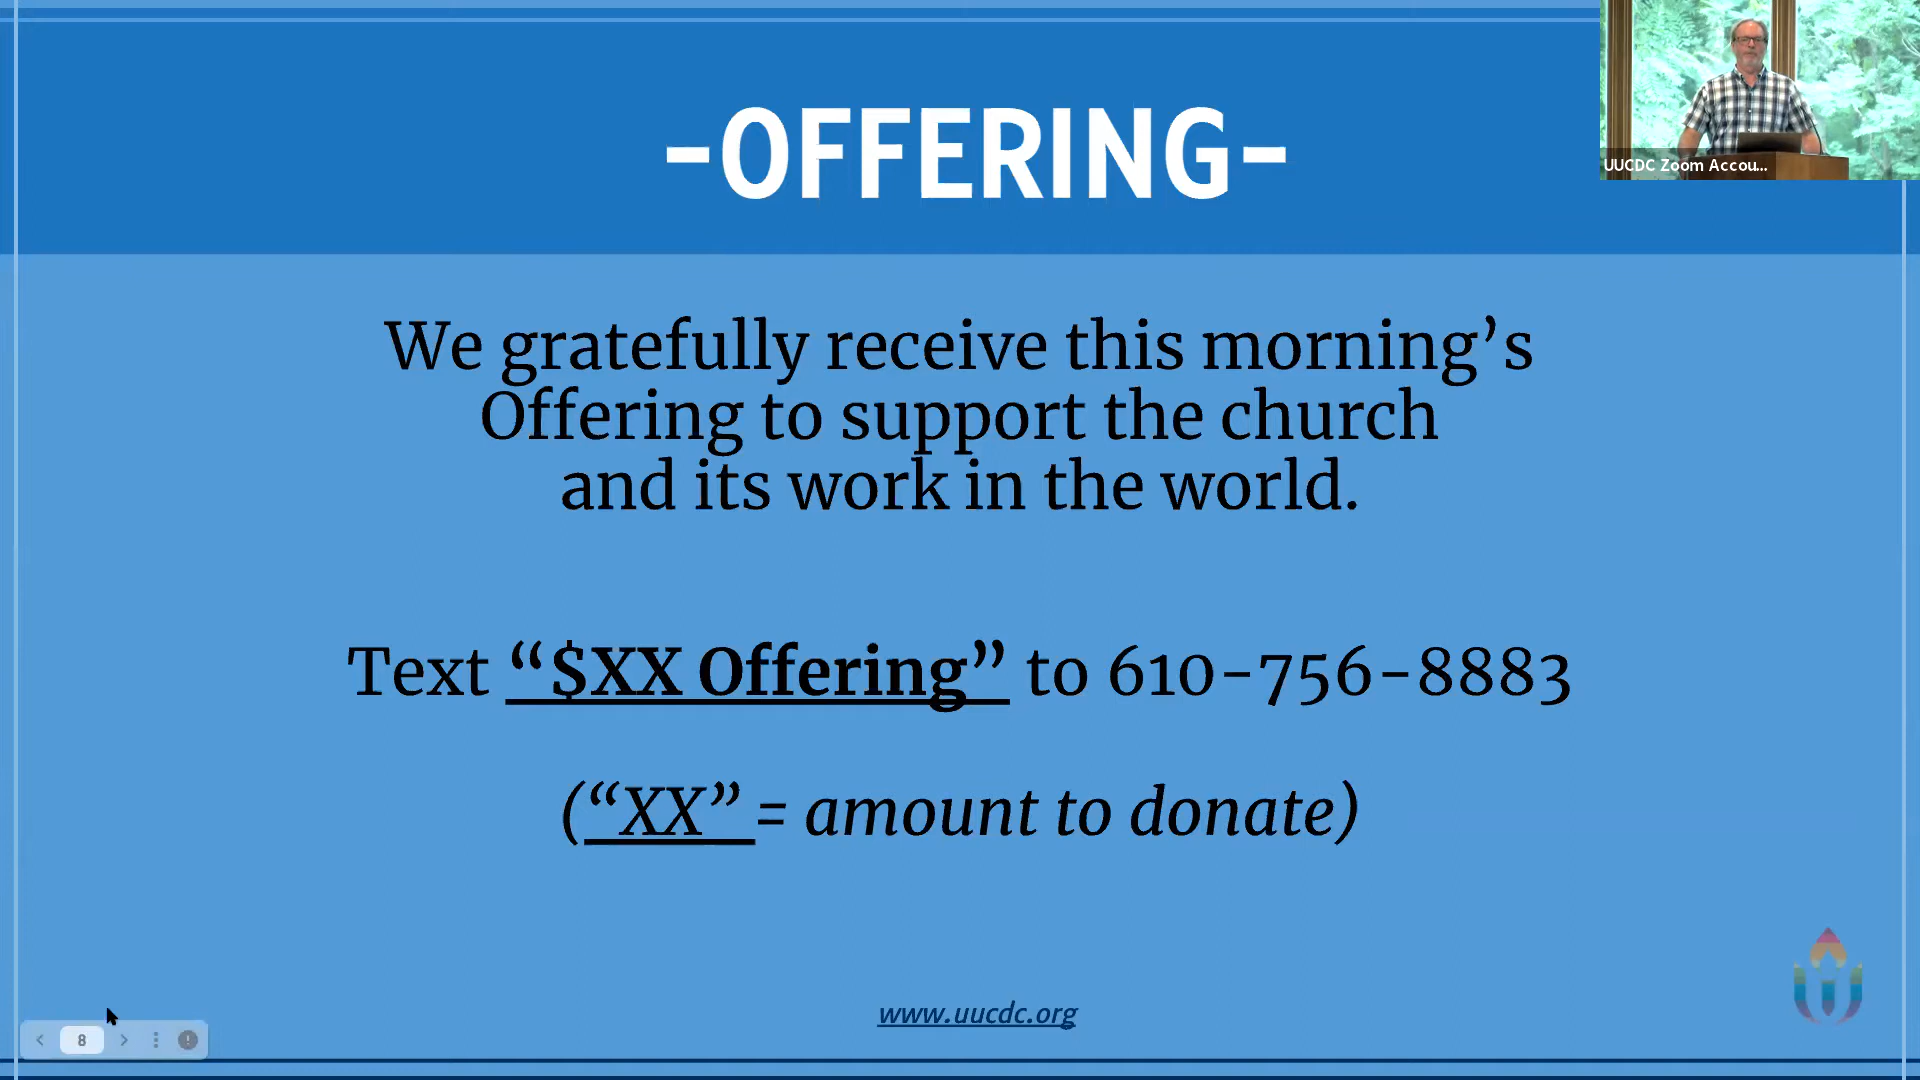 -OFFERING-
UUCDC Zoom Accou...
We gratefully receive this morning’s
Offering to support the church
and its work in the world.
Text “$XX Offering” to 610-756-8883
(“XX” = amount to donate)
www.uucdc.org
8